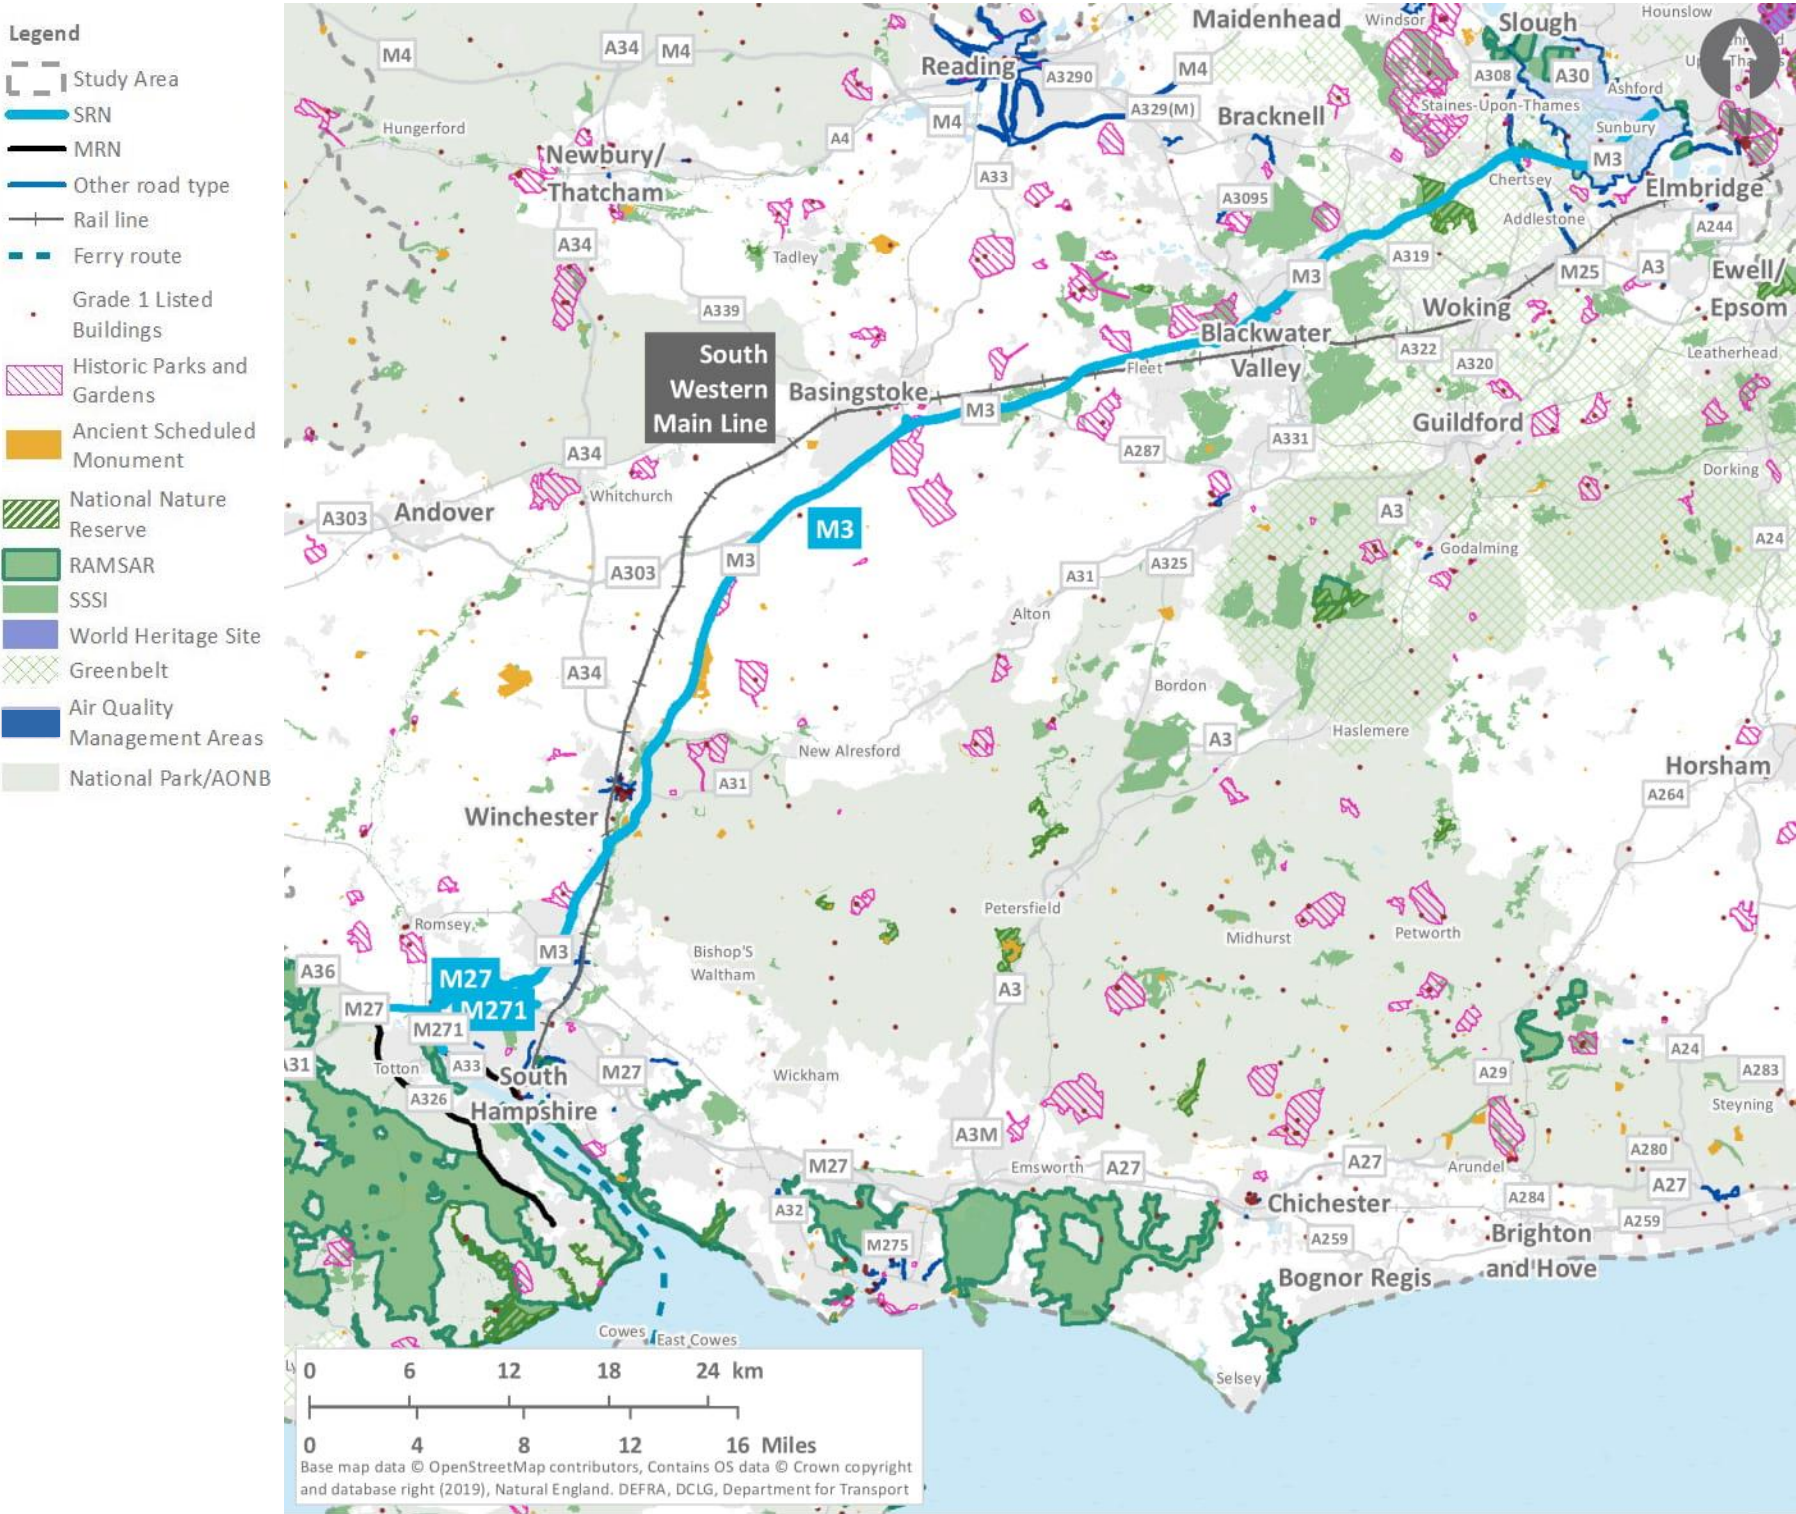 Legend
Study Area
SRN
MRN
Other road type
Rail line
Ferry route
Grade 1 Listed
Buildings
Historic Parks and
Gardens
Ancient Scheduled
Monument
National Nature
Reserve
RAMSAR
SSSI
World Heritage Site
Greenbelt
Air Quality
Management Areas
National Park/AONB
Maidenhead
Windsor
Slough
Hounslow
M4
A34
M4
Reading
A3290
M4
A308
A30
Ashford
A329(M)
Staines-Upon-Thames
Hungerford
A4
M4
Bracknell
Sunbury
N
Newbury/
Thatcham
A33
M3
Chertsey
Elmbridge
A3095
Addlestone
A244
A34
Tadley
A319
M25
A3
Ewell/
Epsom
M3
A339
Woking
South
Western
Main Line
Blackwater
Valley
A322
A320
Leatherhead
Fleet
Basingstoke
M3
Guildford
A331
A287
A34
Whitchurch
Dorking
Andover
A303
M3
A3
A24
Godalming
M3
A303
A325
A31
Alton
A34
Bordon
Haslemere
A3
New Alresford
Horsham
A31
A264
Winchester
Petersfield
Romsey
Midhurst
Petworth
M3
Bishop'S
Waltham
A36
M27
A3
M27
M271
M271
A31
Totton
A33
South
Hampshire
M27
Wickham
A29
A24
A283
A326
Steyning
A3M
A280
M27
Emsworth
A27
A27
Arundel
A27
A32
Chichester
A284
A259
M275
A259
Brighton
and Hove
Bognor Regis
Cowes
East Cowes
Selsey
0 6 12 18 24 km
0 4 8 12 16 Miles
Base map data © OpenStreetMap contributors, Contains OS data © Crown copyright
and database right (2019), Natural England. DEFRA, DCLG, Department for Transport